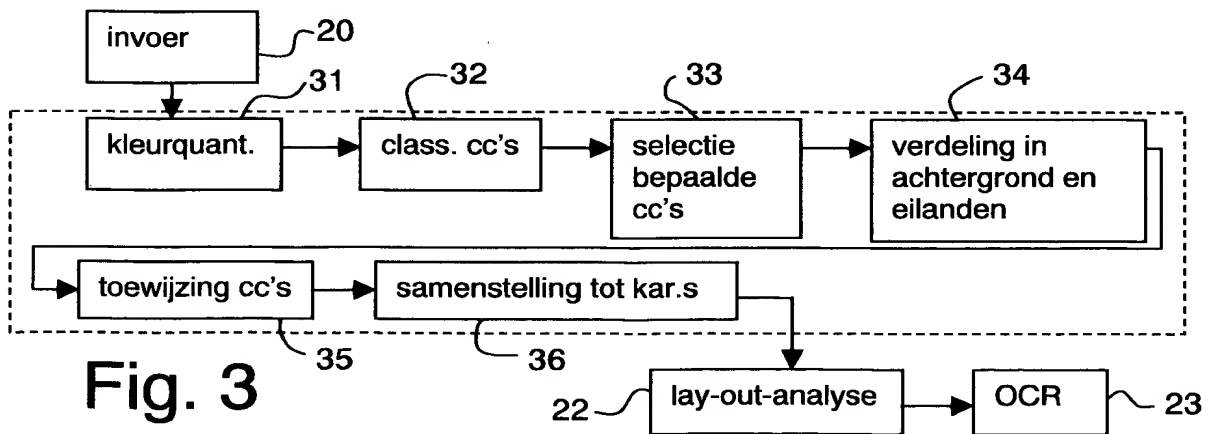 invoer
20
31
32
33
34
kleurquant.
class. cc's
selectie
bepaalde
cc's
verdeling in
achtergrond en
eilanden
toewijzing cc's
samenstelling tot kar.s
35
36
Fig. 3
22
lay-out-analyse
OCR
23